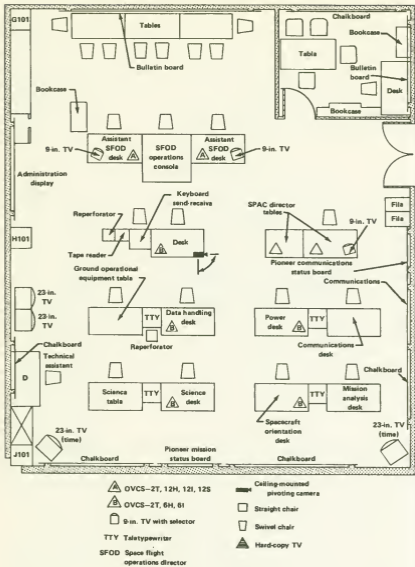 G101
Tables
Bulletin board
Chalkboard
Bookcase
Table
Bulletin
board
Desk
Bookcase
Bookcase
Assistant
SFOD
desk
SFOD
operations
console
Assistant
SFOD
desk
9-in. TV
9-in. TV
Administration
display
Keyboard
send-receive
Reperforator
Tape reader
Desk
SPAC director
tables
9-in. TV
File
File
H101
Ground operational
equipment table
Pioneer communications
status board
Communications
23-in.
TV
23-in.
TV
TTY
Data handling
desk
Reperforator
Power desk
TTY
Communications
desk
Chalkboard
Technical
assistant
D
Chalkboard
Science
table
TTY
Science
desk
TTY
Mission
analysis
desk
Spacecraft
orientation
desk
23-in. TV
(time)
23-in. TV
(time)
J101
Chalkboard
Pioneer mission
status board
Chalkboard
A OVCS-2T, 12H, 12I, 12S
B OVCS-2T, 6H, 6I
9-in. TV with selector
TTY Teletypewriter
SFOD Space flight
operations director
Ceiling-mounted
pivoting camera
Straight chair
Swivel chair
Hard-copy TV